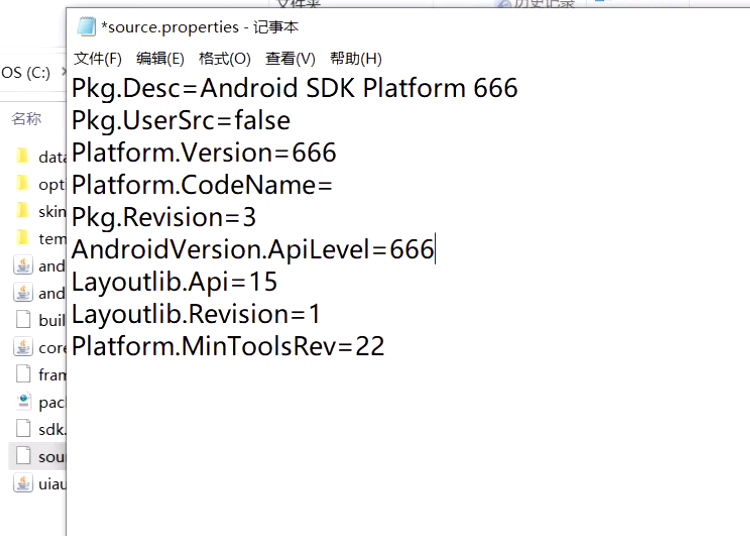 文件夹
历史记录
*source.properties - 记事本
文件(F) 编辑(E) 格式(O) 查看(V) 帮助(H)
OS (C:)
名称
Pkg.Desc=Android SDK Platform 666
Pkg.UserSrc=false
Platform.Version=666
Platform.CodeName=
Pkg.Revision=3
AndroidVersion.ApiLevel=666
Layoutlib.Api=15
Layoutlib.Revision=1
Platform.MinToolsRev=22
data
opti
skin
tem
and
and
buil
core
fram
pack
sdk.
sour
uiau